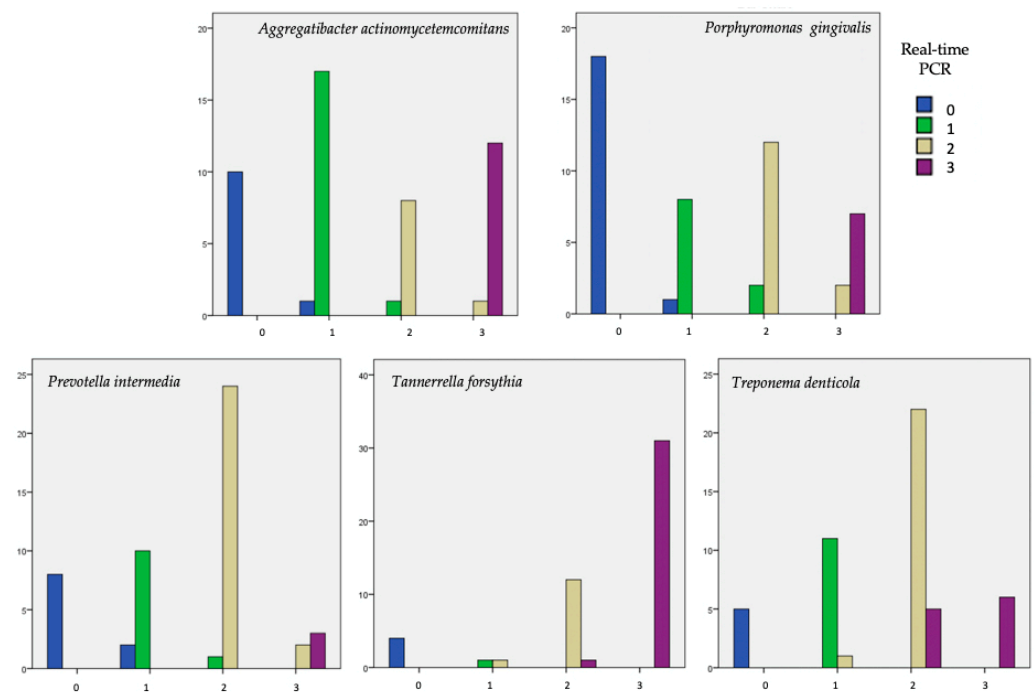 Aggregatibacter actinomycetemcomitans
20
15
10
5
0
0 1 2 3
Porphyromonas gingivalis
20
15
10
5
0
0 1 2 3
Real-time
PCR
0
1
2
3
Prevotella intermedia
25
20
15
10
5
0
0 1 2 3
Tannerrella forsythia
40
30
20
10
0
0 1 2 3
Treponema denticola
25
20
15
10
5
0
0 1 2 3